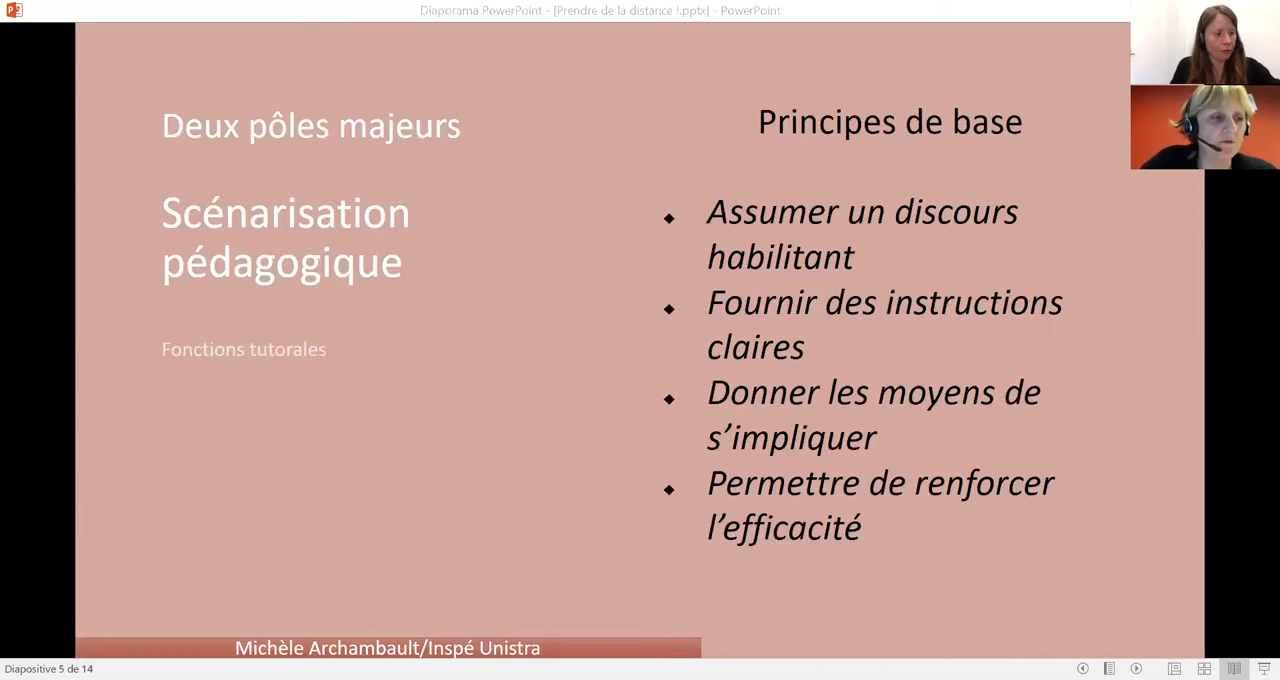 Diaporama PowerPoint - [Prendre de la distance !.pptx] - PowerPoint
Deux pôles majeurs
Scénarisation
pédagogique
Fonctions tutorales
Principes de base
Assumer un discours
habilitant
Fournir des instructions
claires
Donner les moyens de
s’impliquer
Permettre de renforcer
l’efficacité
Michèle Archambault/Inspé Unistra
Diapositive 5 de 14